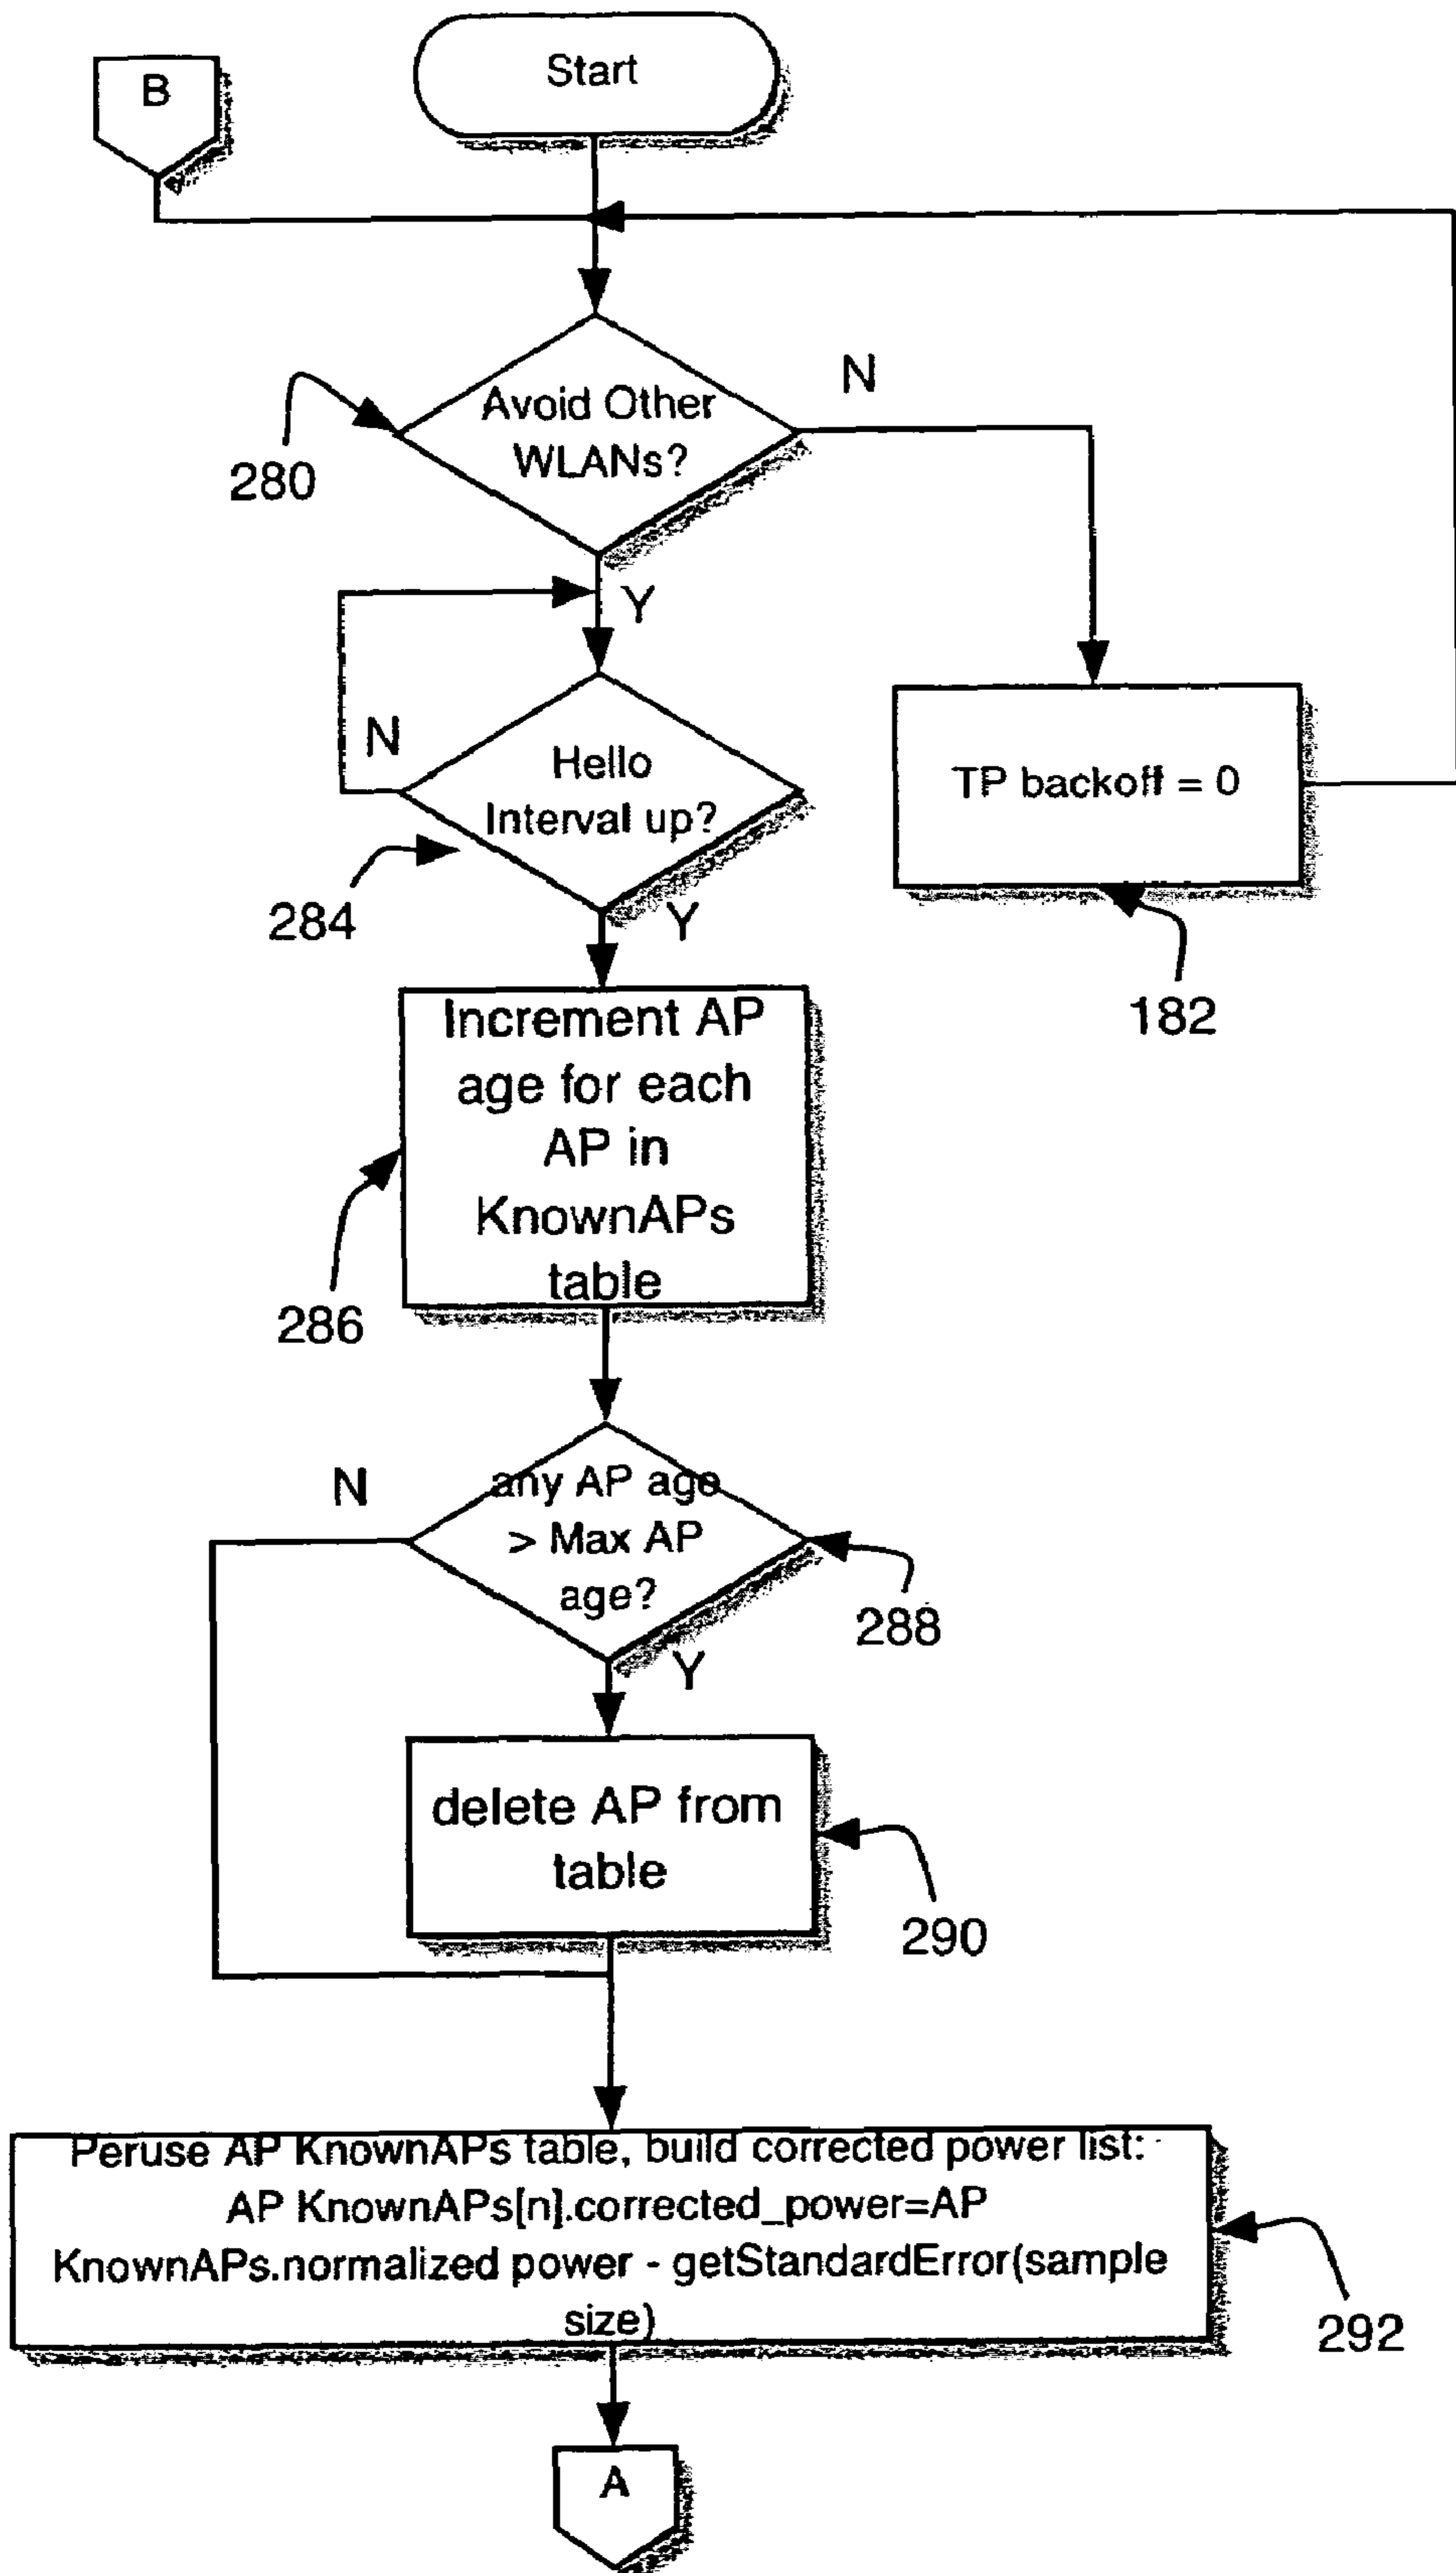 B
Start
Avoid Other
WLANs?
N
280
Y
N
Hello
Interval up?
TP backoff = 0
284
Y
182
Increment AP
age for each
AP in
KnownAPs
table
286
N
any AP age
> Max AP
age?
288
Y
delete AP from
table
290
Peruse AP KnownAPs table, build corrected power list:
AP KnownAPs[n].corrected_power=AP
KnownAPs.normalized power - getStandardError(sample
size)
292
A